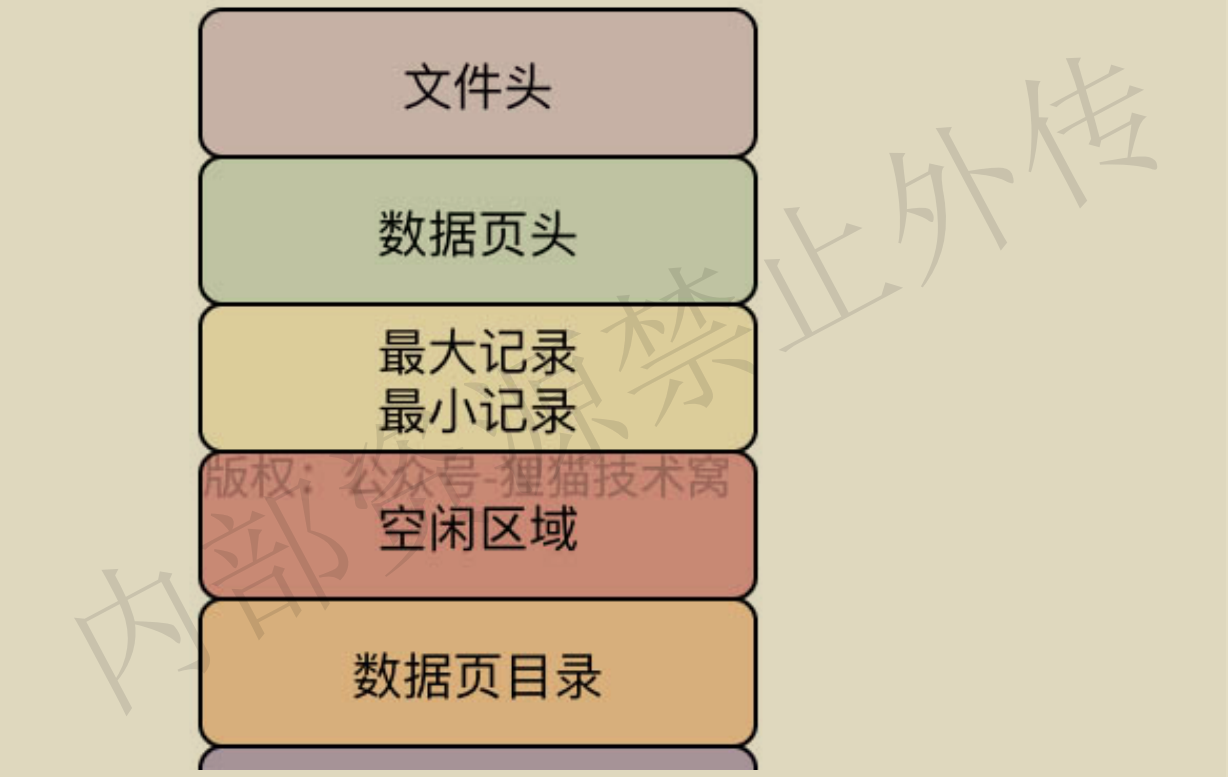 文件头
数据页头
最大记录
最小记录
版权：公众号-狸猫技术窝
空闲区域
数据页目录
内部资源禁止外传